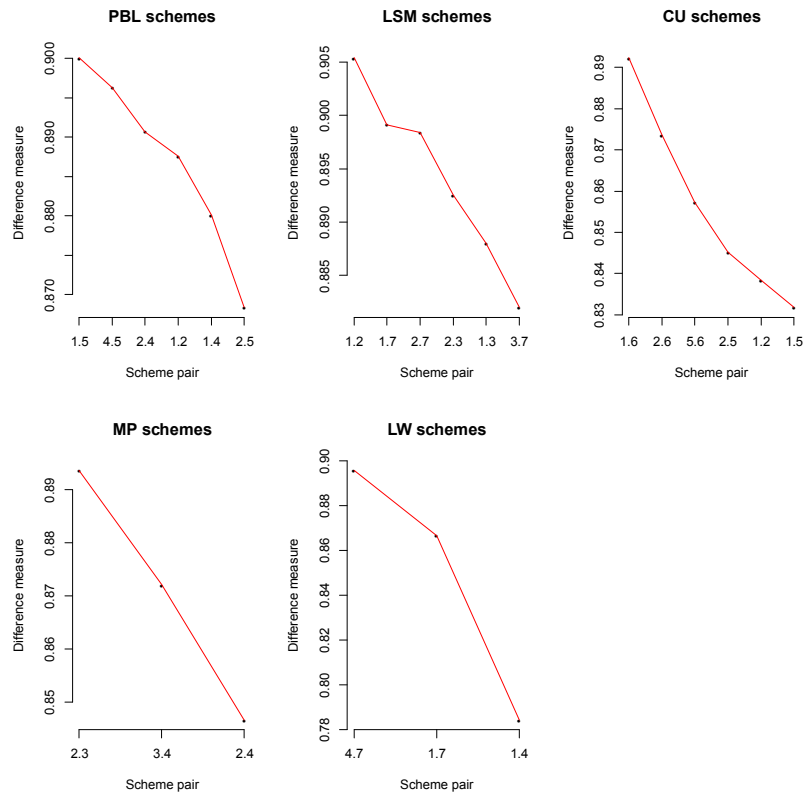 PBL schemes
Difference measure
0.900
0.890
0.880
0.870
1.5 4.5 2.4 1.2 1.4 2.5
Scheme pair
LSM schemes
Difference measure
0.905
0.900
0.895
0.890
0.885
1.2 1.7 2.7 2.3 1.3 3.7
Scheme pair
CU schemes
Difference measure
0.89
0.88
0.87
0.86
0.85
0.84
0.83
1.6 2.6 5.6 2.5 1.2 1.5
Scheme pair
MP schemes
Difference measure
0.89
0.88
0.87
0.86
0.85
2.3 3.4 2.4
Scheme pair
LW schemes
Difference measure
0.90
0.88
0.86
0.84
0.82
0.80
0.78
4.7 1.7 1.4
Scheme pair